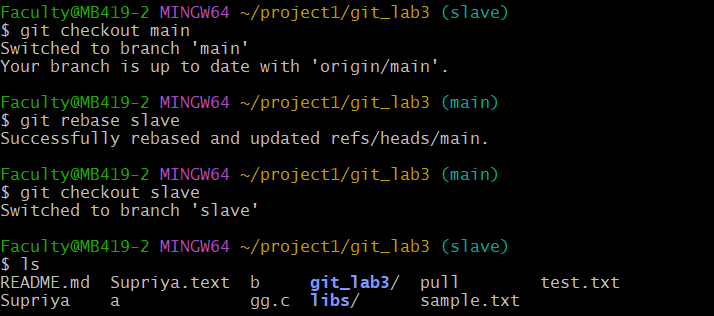 Faculty@MB419-2 MINGW64 ~/project1/git_lab3 (slave)
$ git checkout main
Switched to branch 'main'
Your branch is up to date with 'origin/main'.
Faculty@MB419-2 MINGW64 ~/project1/git_lab3 (main)
$ git rebase slave
Successfully rebased and updated refs/heads/main.
Faculty@MB419-2 MINGW64 ~/project1/git_lab3 (main)
$ git checkout slave
Switched to branch 'slave'
Faculty@MB419-2 MINGW64 ~/project1/git_lab3 (slave)
$ ls
README.md  Supriya.text  b     git_lab3/  pull        test.txt
Supriya    a             gg.c  libs/      sample.txt